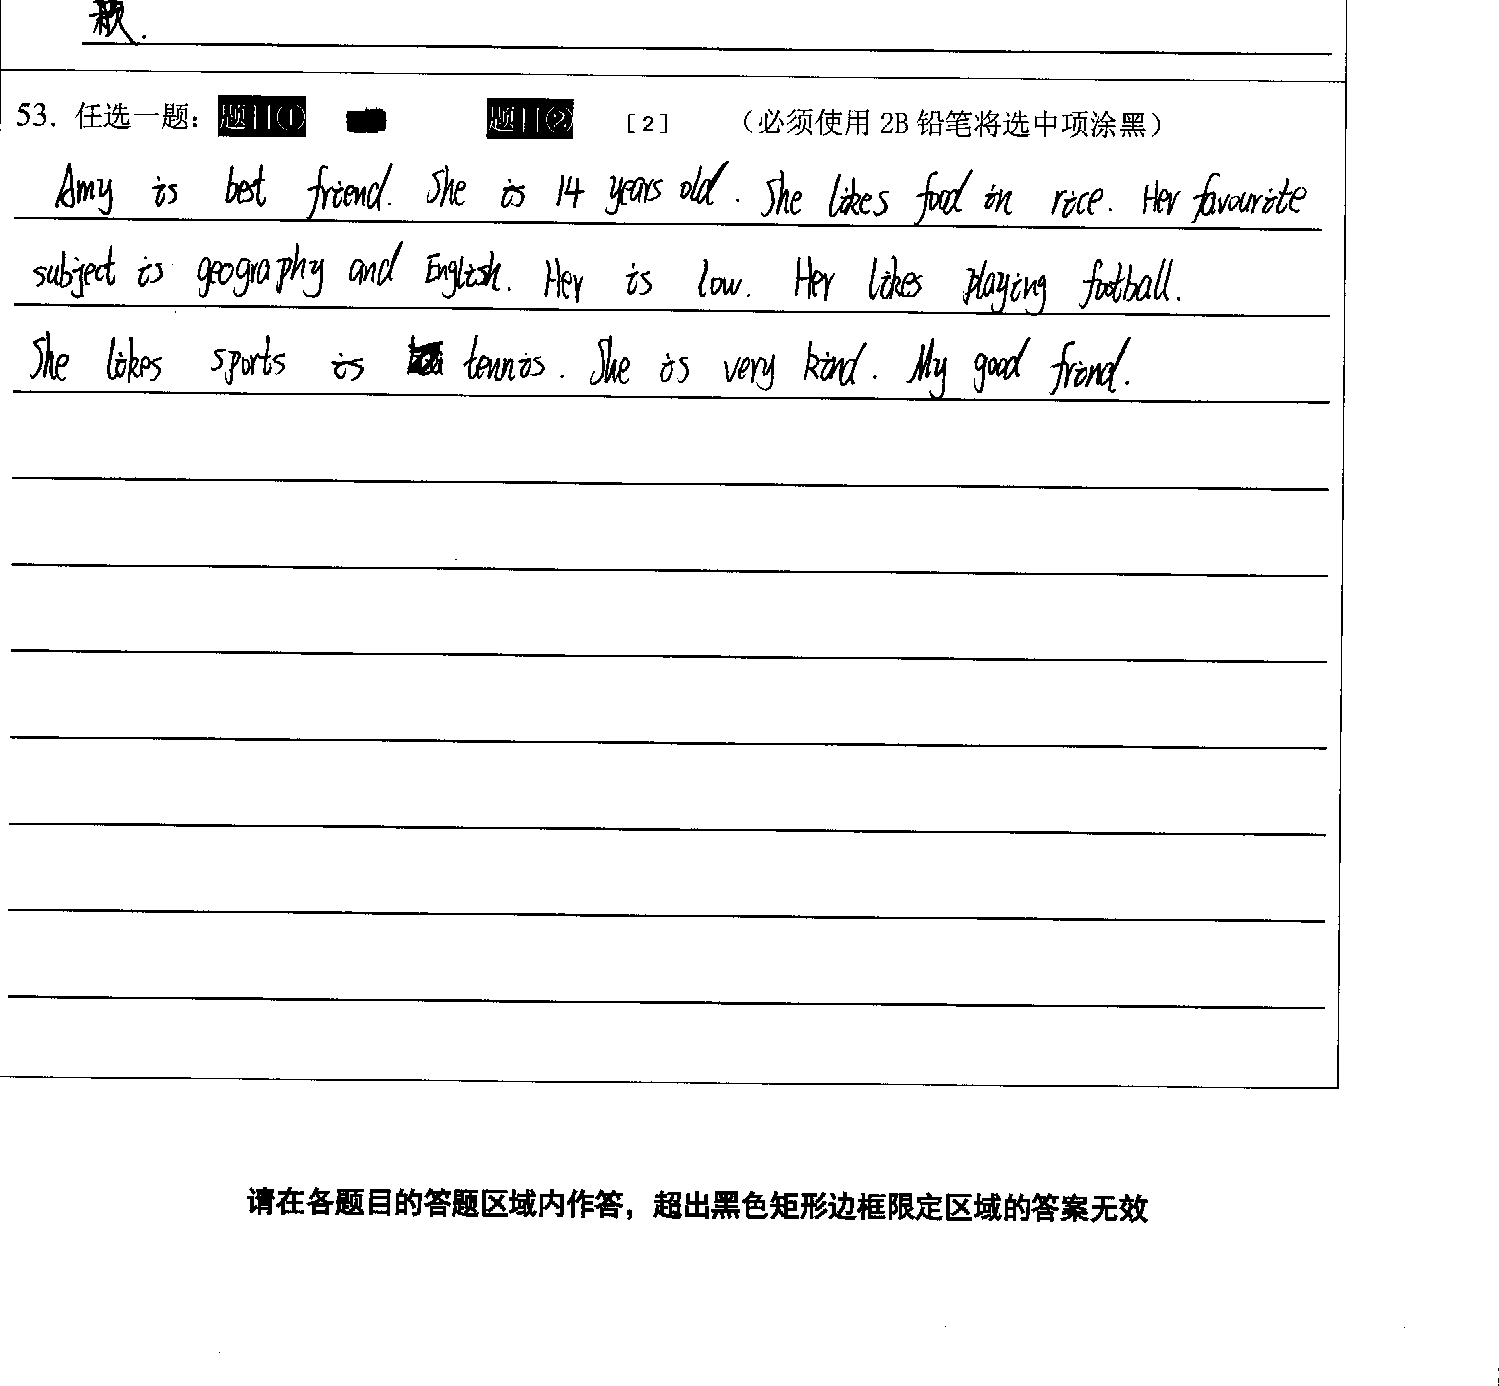 歉.
53. 任选一题： 题目① 题目② [2] （必须使用 2B 铅笔将选中项涂黑）
Amy is best friend. She is 14 years old. She likes food in rice. Her favourite
subject is geography and English. Her is low. Her likes playing football.
She likes sports is tennis. She is very kind. My good frind.
请在各题目的答题区域内作答，超出黑色矩形边框限定区域的答案无效